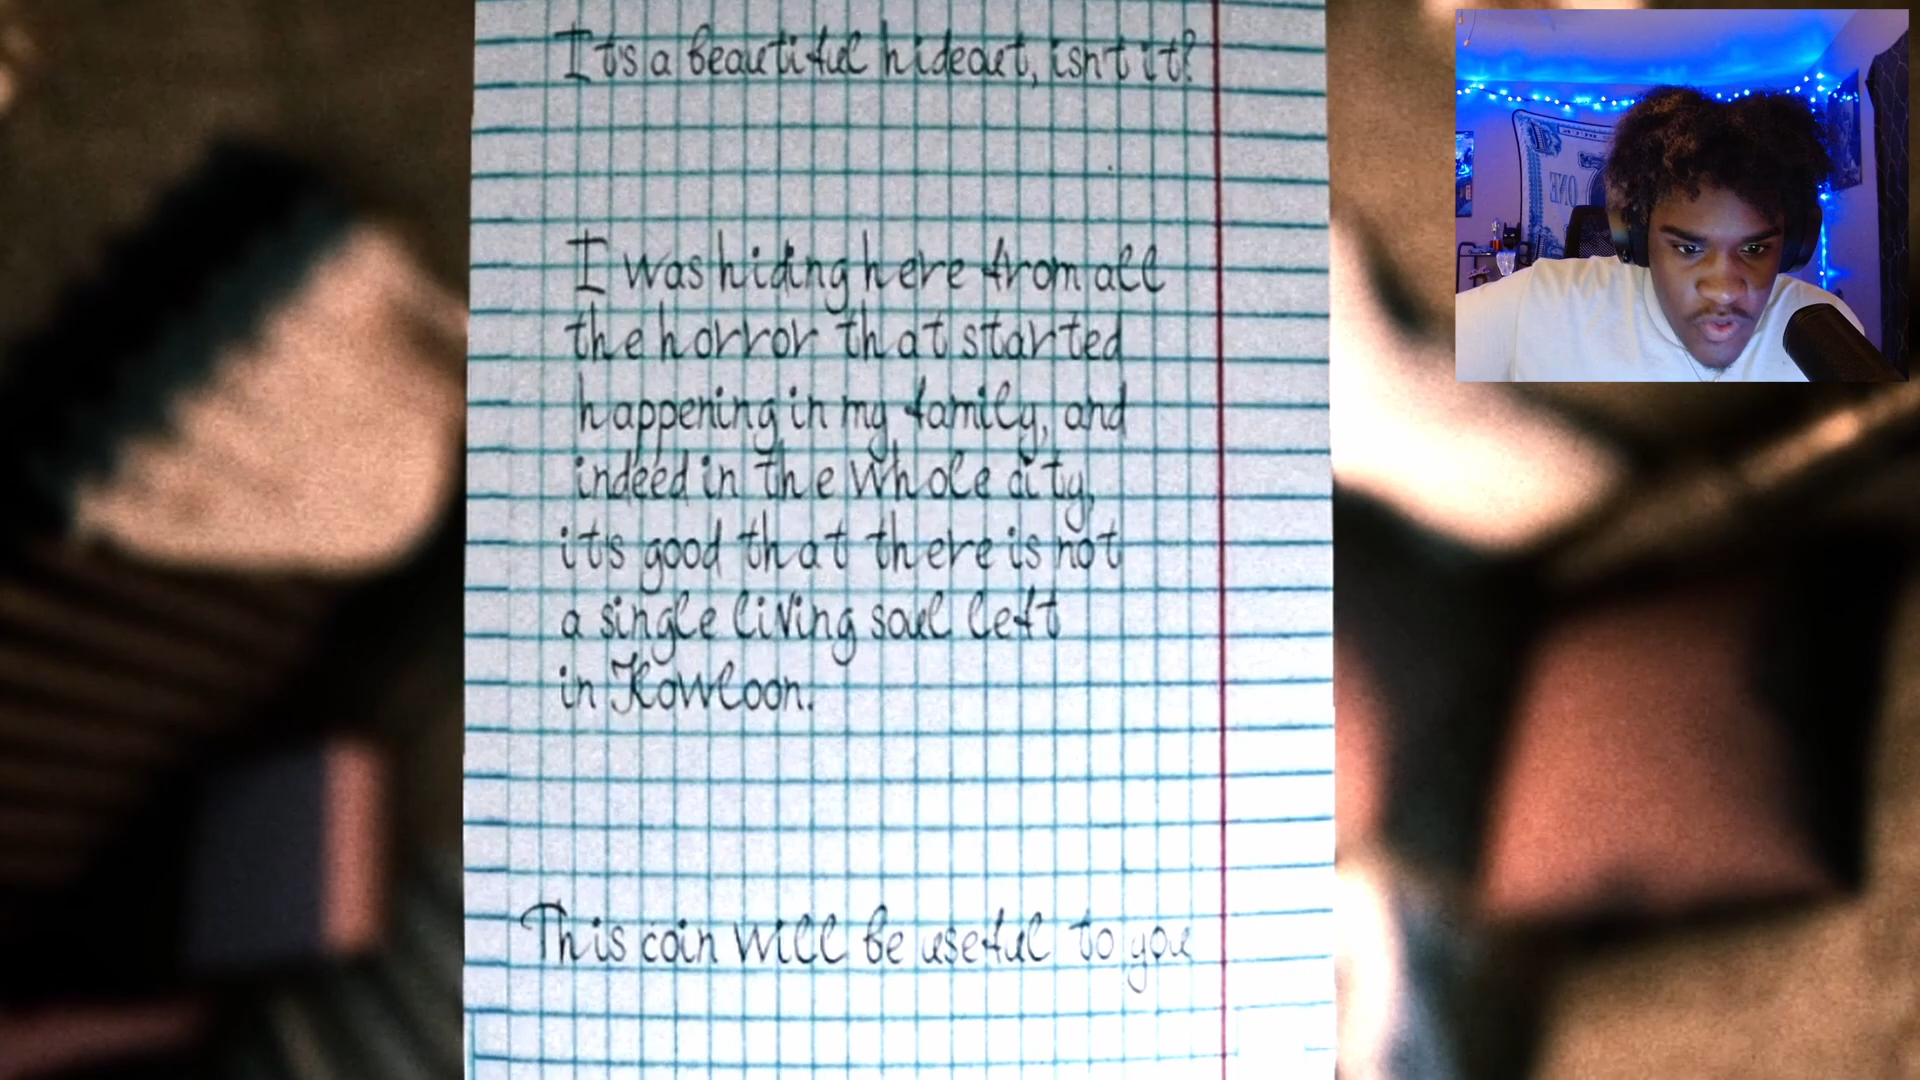 It's a beautiful hideout, isn't it?
I was hiding here from all
the horror that started
happening in my family, and
indeed in the whole city,
it's good that there is not
a single living soul left
in Kowloon.
This coin will be useful to you
ONE